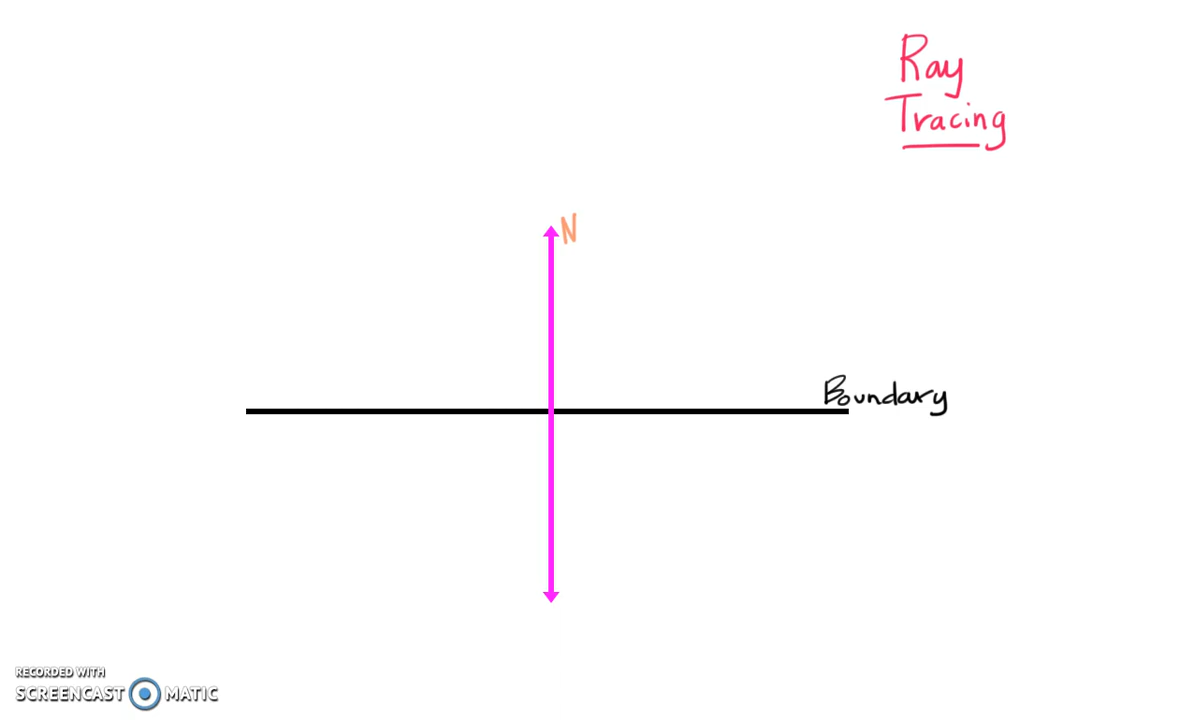 Ray
Tracing
N
Boundary
RECORDED WITH
SCREENCAST MATIC